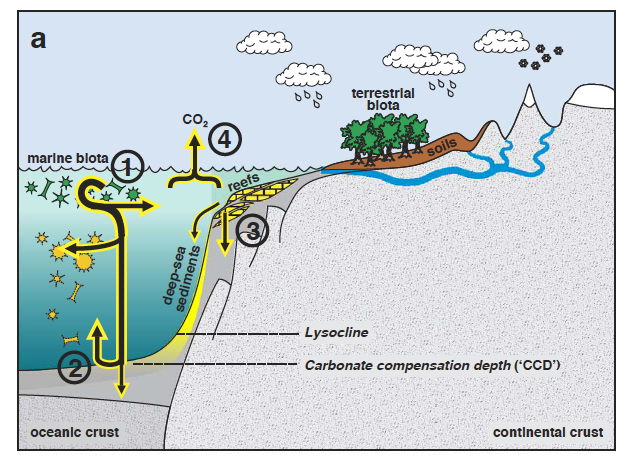 a
terrestrial
biota
CO2
4
marine biota
1
soils
reefs
3
deep-sea
sediments
Lysocline
2
Carbonate compensation depth (‘CCD’)
oceanic crust
continental crust